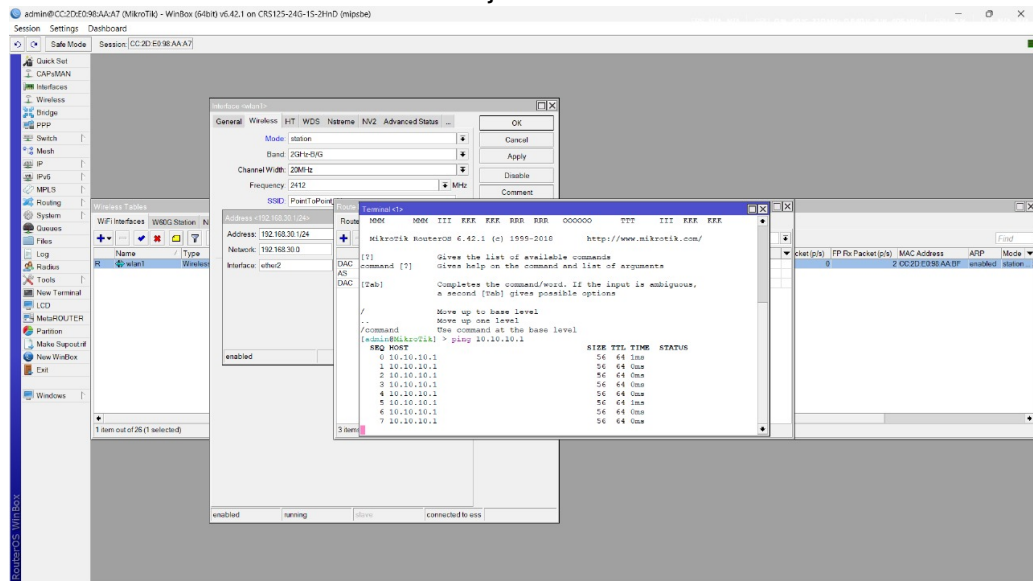 admin@CC:2D:E0:98:AA:A7 (MikroTik) - WinBox (64bit) v6.42.1 on CRS125-24G-1S-2HnD (mipsbe)
Session Settings Dashboard
Safe Mode Session: CC:2D:E0:98:AA:A7
Quick Set
CAPsMAN
Interfaces
Wireless
Bridge
PPP
Switch
Mesh
IP
IPv6
MPLS
Routing
System
Queues
Files
Log
Radius
Tools
New Terminal
LCD
MetaROUTER
Partition
Make Supout.rif
New WinBox
Exit
Windows
RouterOS WinBox
Interface <wlan1>
General Wireless HT WDS Nstreme NV2 Advanced Status ...
Mode: station
Band: 2GHz-B/G
Channel Width: 20MHz
Frequency: 2412 MHz
SSID: PointToPoint
OK
Cancel
Apply
Disable
Comment
enabled running slave connected to ess
Wireless Tables
WiFi Interfaces W60G Station N
Name Type
R wlan1 Wireless
1 item out of 26 (1 selected)
Address <192.168.30.1/24>
Address: 192.168.30.1/24
Network: 192.168.30.0
Interface: ether2
enabled
Route
Route
DAC
AS
DAC
3 items
Terminal <1>
MMM MMM III KKK KKK RRR RRR OOOOOO TTT III KKK KKK
MikroTik RouterOS 6.42.1 (c) 1999-2018 http://www.mikrotik.com/
[?] Gives the list of available commands
command [?] Gives help on the command and list of arguments
[Tab] Completes the command/word. If the input is ambiguous,
a second [Tab] gives possible options
/ Move up to base level
.. Move up one level
/command Use command at the base level
[admin@MikroTik] > ping 10.10.10.1
SEQ HOST SIZE TTL TIME STATUS
0 10.10.10.1 56 64 1ms
1 10.10.10.1 56 64 0ms
2 10.10.10.1 56 64 0ms
3 10.10.10.1 56 64 0ms
4 10.10.10.1 56 64 0ms
5 10.10.10.1 56 64 1ms
6 10.10.10.1 56 64 0ms
7 10.10.10.1 56 64 0ms
Find
cket (p/s) FP Rx Packet (p/s) MAC Address ARP Mode
0 2 CC:2D:E0:98:AA:BF enabled station